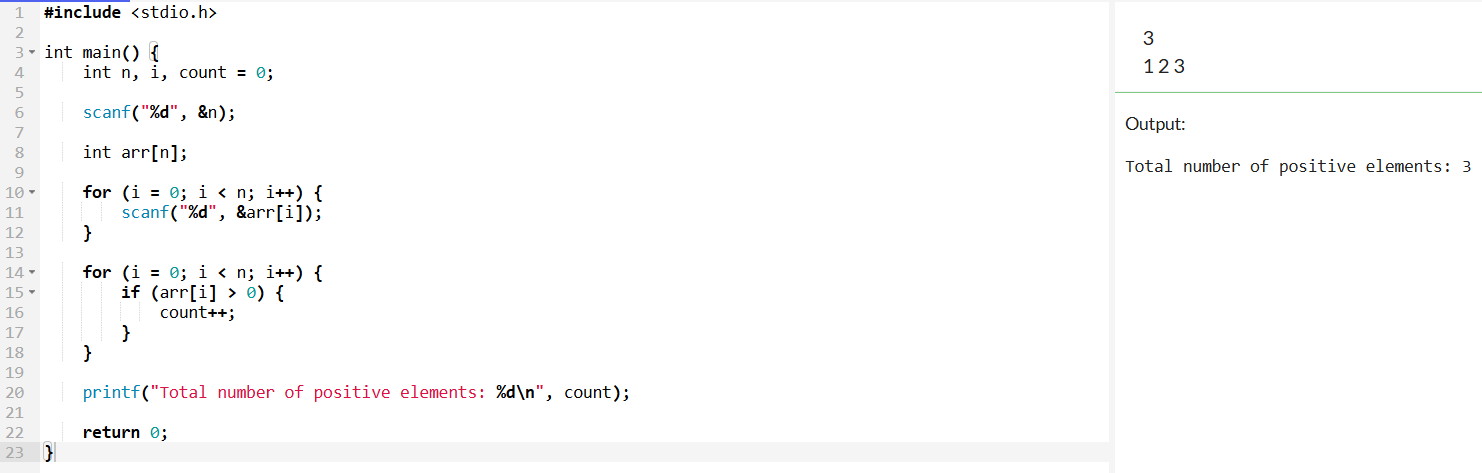 1 #include <stdio.h>
2
3 int main() {
4     int n, i, count = 0;
5
6     scanf("%d", &n);
7
8     int arr[n];
9
10     for (i = 0; i < n; i++) {
11         scanf("%d", &arr[i]);
12     }
13
14     for (i = 0; i < n; i++) {
15         if (arr[i] > 0) {
16             count++;
17         }
18     }
19
20     printf("Total number of positive elements: %d\n", count);
21
22     return 0;
23 }
3
1 2 3
Output:
Total number of positive elements: 3